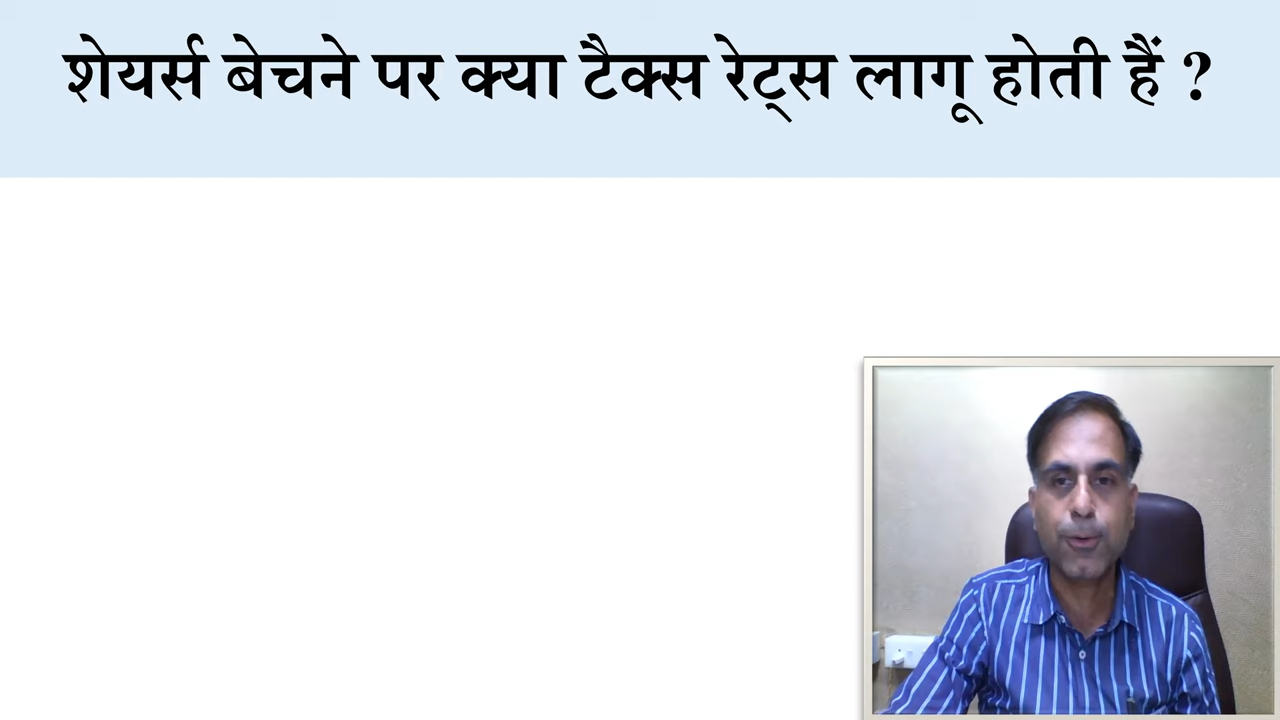 शेयर्स बेचने पर क्या टैक्स रेट्स लागू होती हैं ?